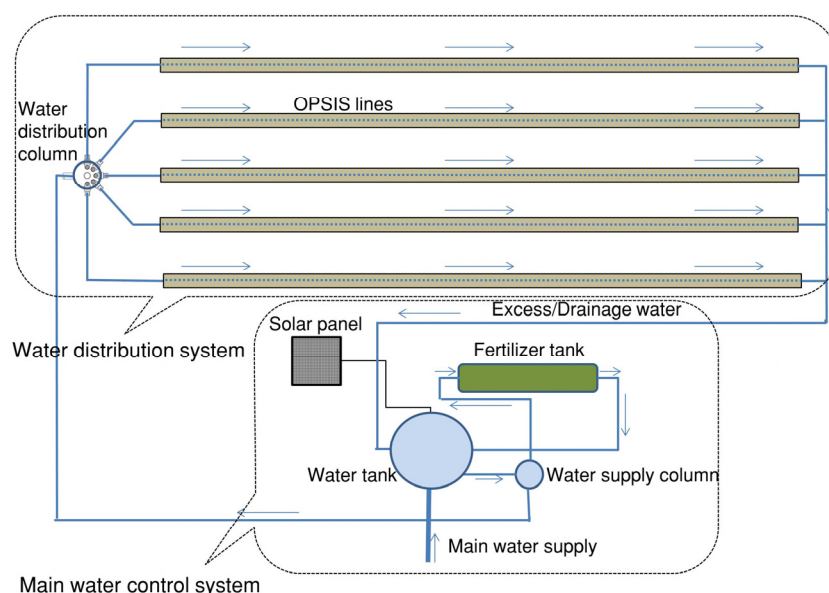 OPSIS lines
Water
distribution
column
Excess/Drainage water
Solar panel
Water distribution system
Fertilizer tank
Water tank
Water supply column
Main water supply
Main water control system